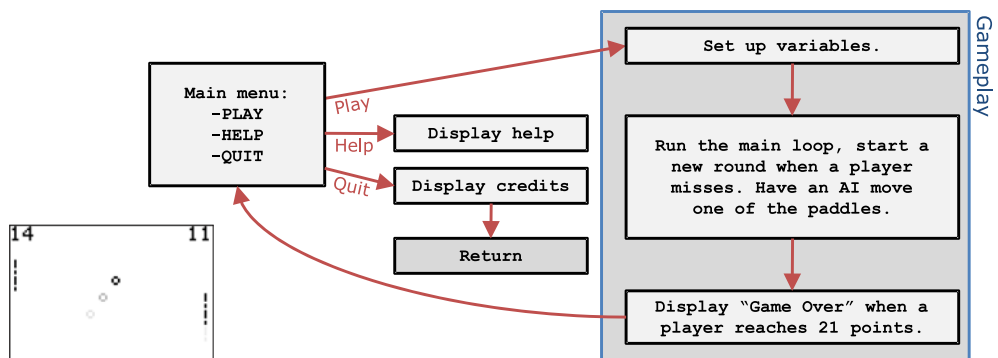 Main menu:
-PLAY
-HELP
-QUIT
Play
Help
Quit
Display help
Display credits
Return
Gameplay
Set up variables.
Run the main loop, start a
new round when a player
misses. Have an AI move
one of the paddles.
Display “Game Over” when a
player reaches 21 points.
14
11